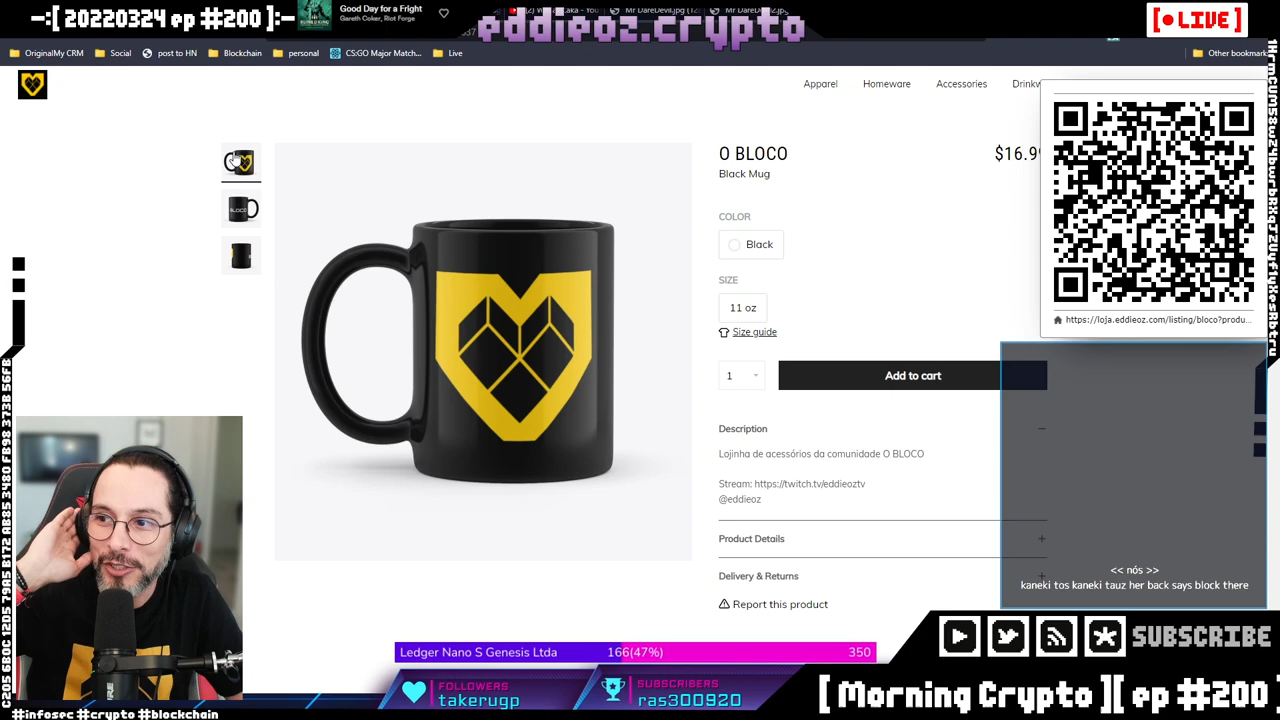 -:[ 20220324 ep #200 ]:-
Good Day for a Fright
Gareth Coker, Riot Forge
eddieoz.crypto
[● LIVE]
OriginalMy CRM
Social
post to HN
Blockchain
personal
CS:GO Major Match...
Live
Other bookmark
Apparel
Homeware
Accessories
O BLOCO
$16.99
Black Mug
COLOR
Black
SIZE
11 oz
Size guide
1
Add to cart
https://loja.eddieoz.com/listing/bloco?produ...
Description
Lojinha de acessórios da comunidade O BLOCO
Stream: https://twitch.tv/eddieoztv
@eddieoz
Product Details
Delivery & Returns
Report this product
<< nós >>
kaneki tos kaneki tauz her back says block there
Ledger Nano S Genesis Ltda
166(47%)
350
FOLLOWERS
takerugp
SUBSCRIBERS
ras300920
SUBSCRIBE
[ Morning Crypto ][ ep #200 ]
#infosec #crypto #blockchain